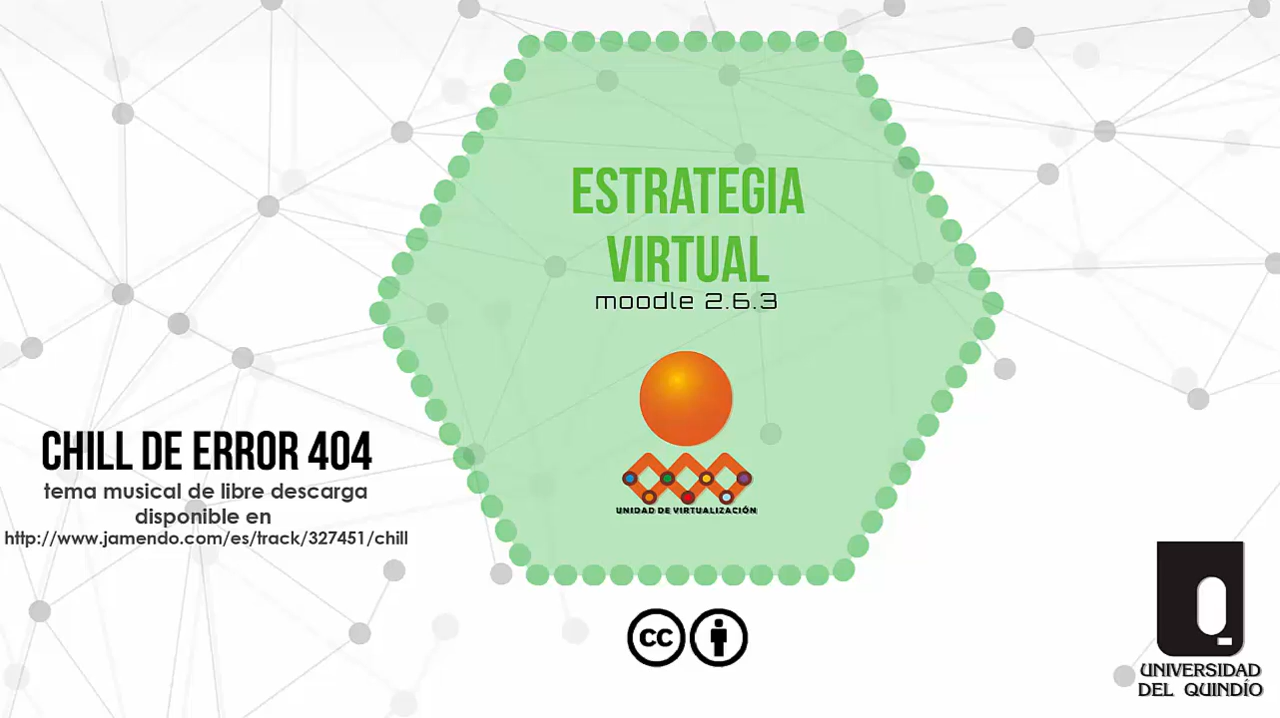 ESTRATEGIA
VIRTUAL
moodle 2.6.3
UNIDAD DE VIRTUALIZACIÓN
CHILL DE ERROR 404
tema musical de libre descarga
disponible en
http://www.jamendo.com/es/track/327451/chill
cc
UNIVERSIDAD
DEL QUINDÍO